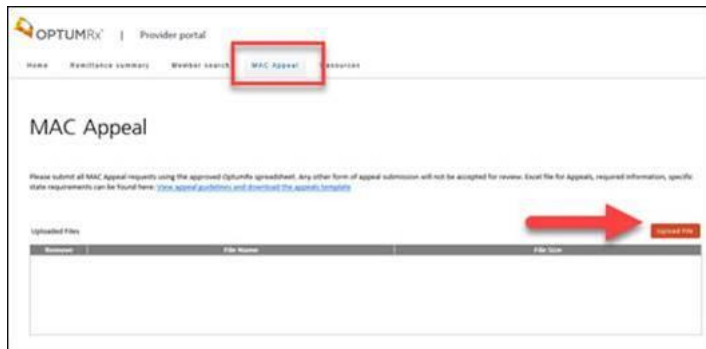 OPTUMRx® | Provider portal
Home Remittance summary Member search MAC Appeal Resources
MAC Appeal
Please submit all MAC Appeal requests using the approved OptumRx spreadsheet. Any other form of appeal submission will not be accepted for review. Excel file for Appeals, required information, specific
state requirements can be found here: View appeal guidelines and download the appeals template
Uploaded Files Upload File
Remove File Name File Size